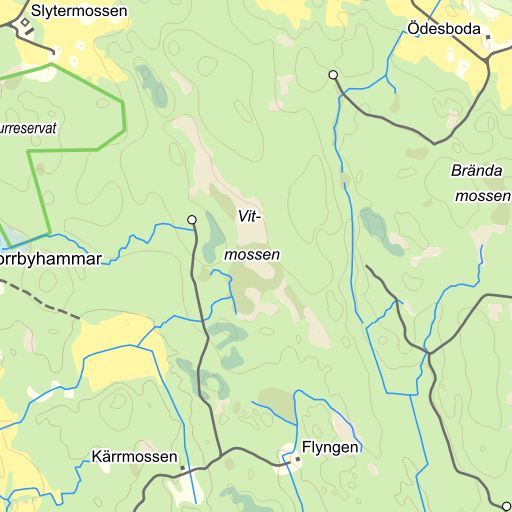 Slytermossen
Ödesboda
urreservat
Brända
mossen
Vit-
mossen
orrbyhammar
Kärrmossen
Flyngen